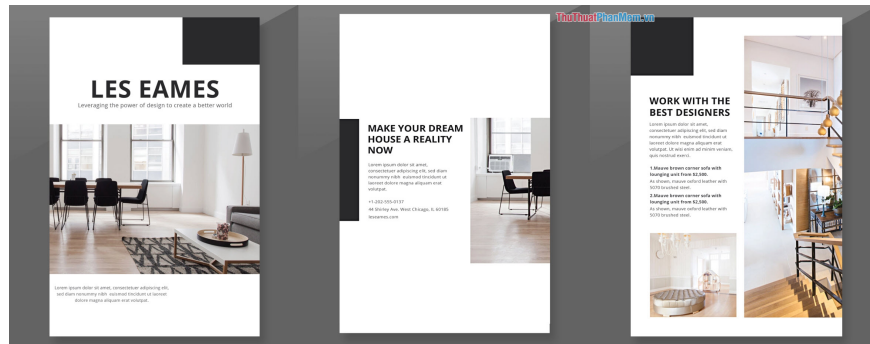 LES EAMES
Leveraging the power of design to create a better world
Lorem ipsum dolor sit amet, consectetuer adipiscing elit,
sed diam nonummy nibh euismod tincidunt ut laoreet
dolore magna aliquam erat volutpat.
MAKE YOUR DREAM
HOUSE A REALITY
NOW
Lorem ipsum dolor sit amet,
consectetuer adipiscing elit, sed diam
nonummy nibh euismod tincidunt ut
laoreet dolore magna aliquam erat
volutpat.
+1-202-555-0137
44 Shirley Ave. West Chicago, IL 60185
leseames.com
ThuThuatPhanMem.vn
WORK WITH THE
BEST DESIGNERS
Lorem ipsum dolor sit amet,
consectetuer adipiscing elit, sed diam
nonummy nibh euismod tincidunt ut
laoreet dolore magna aliquam erat
volutpat. Ut wisi enim ad minim veniam,
quis nostrud exerci.
1.Mauve brown corner sofa with
lounging unit from $2,500.
As shown, mauve oxford leather with
5070 brushed steel.
2.Mauve brown corner sofa with
lounging unit from $2,500.
As shown, mauve oxford leather with
5070 brushed steel.